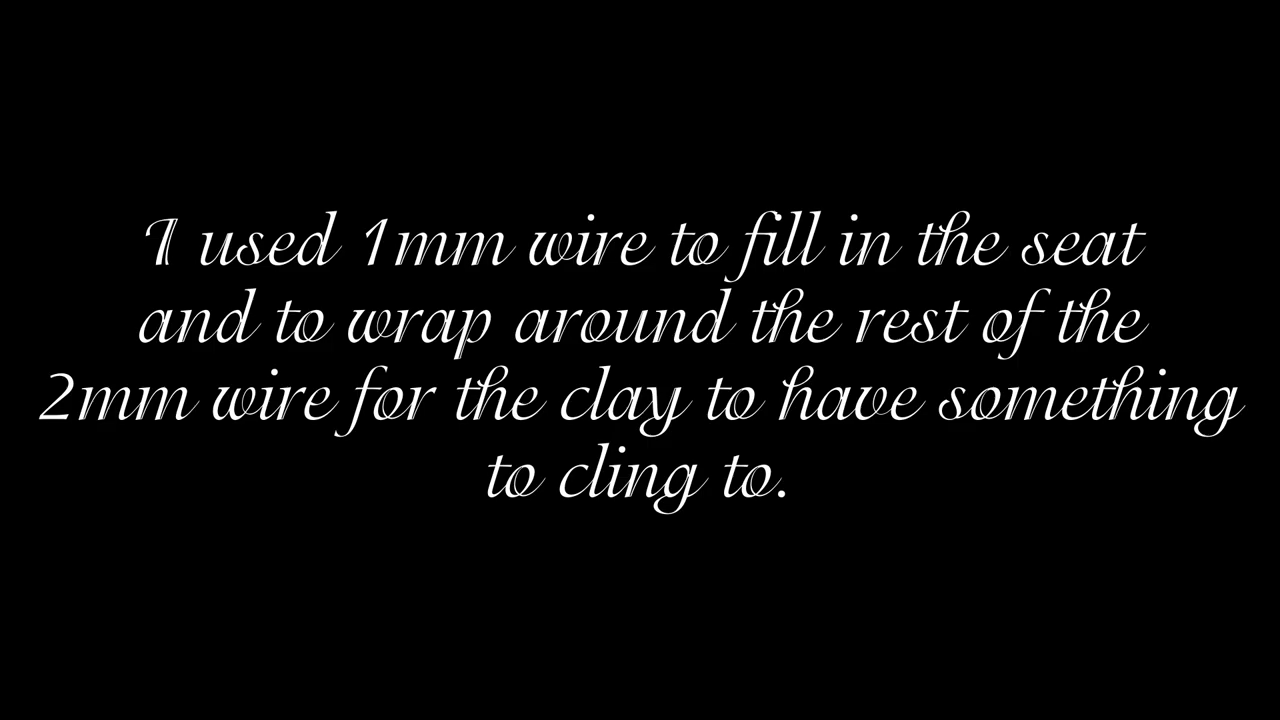 I used 1mm wire to fill in the seat
and to wrap around the rest of the
2mm wire for the clay to have something
to cling to.